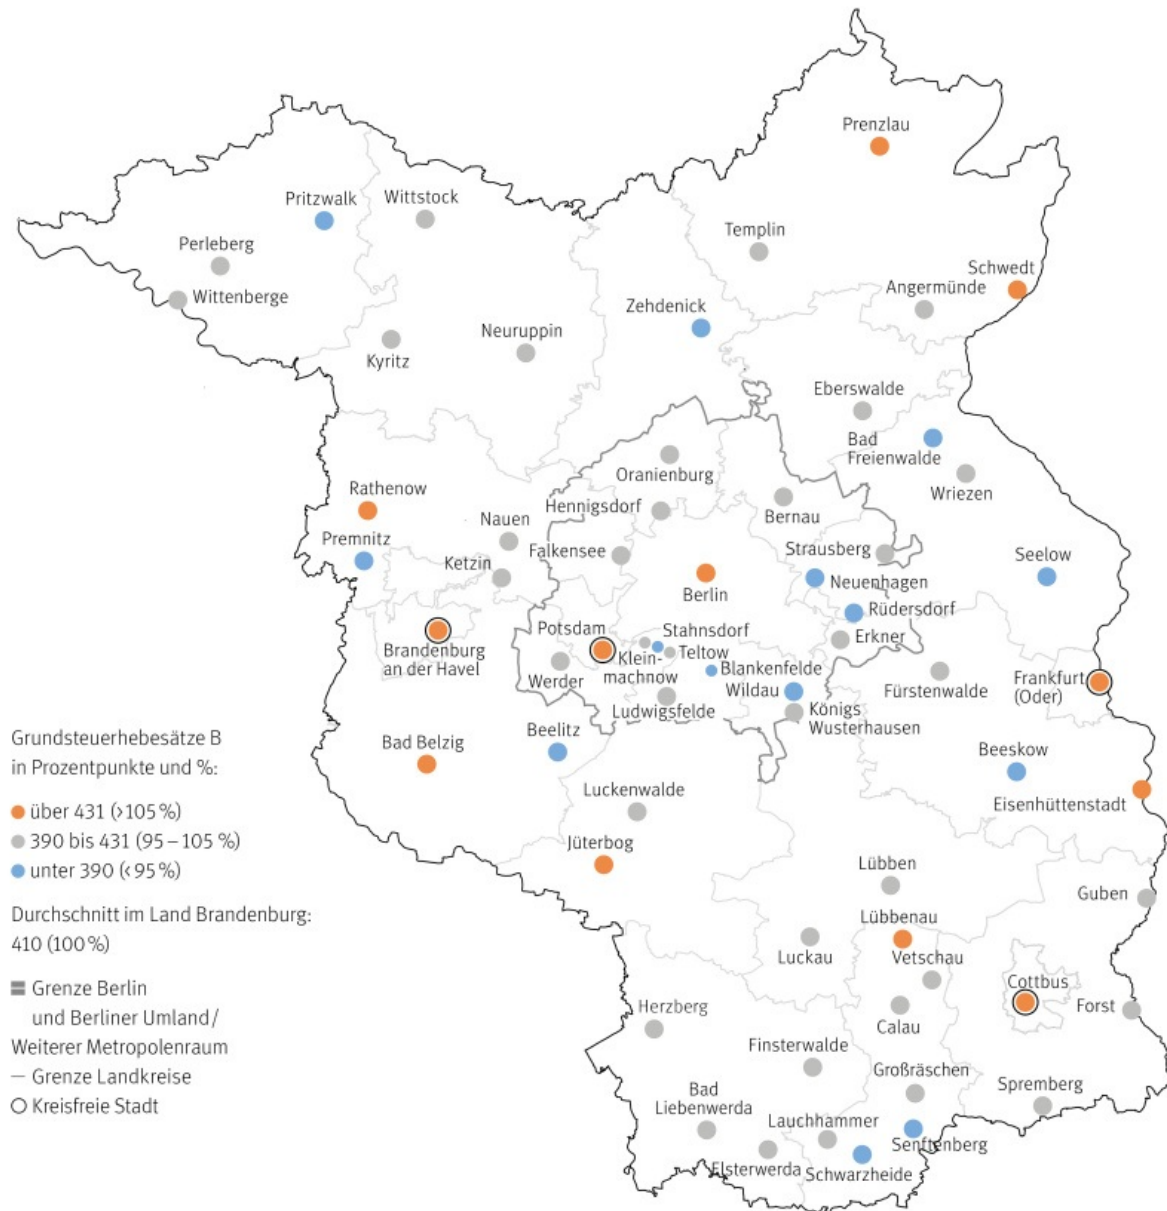 Prenzlau
Pritzwalk
Wittstock
Templin
Perleberg
Schwedt
Angermünde
Wittenberge
Zehdenick
Neuruppin
Kyritz
Eberswalde
Bad
Freienwalde
Oranienburg
Wriezen
Rathenow
Hennigsdorf
Nauen
Bernau
Premnitz
Strausberg
Falkensee
Ketzin
Seelow
Neuenhagen
Berlin
Rüdersdorf
Potsdam
Stahnsdorf
Erkner
Brandenburg
an der Havel
Klein-
machnow
Teltow
Werder
Blankenfelde
Wildau
Fürstenwalde
Frankfurt
(Oder)
Ludwigsfelde
Königs
Wusterhausen
Beelitz
Bad Belzig
Beeskow
Luckenwalde
Eisenhüttenstadt
Jüterbog
Lübben
Guben
Lübbenau
Luckau
Vetschau
Cottbus
Herzberg
Calau
Forst
Finsterwalde
Großräschen
Spremberg
Bad
Liebenwerda
Lauchhammer
Senftenberg
Elsterwerda
Schwarzheide
Grundsteuerhebesätze B
in Prozentpunkte und %:
über 431 (>105 %)
390 bis 431 (95 – 105 %)
unter 390 (<95 %)
Durchschnitt im Land Brandenburg:
410 (100 %)
Grenze Berlin
und Berliner Umland/
Weiterer Metropolenraum
Grenze Landkreise
Kreisfreie Stadt